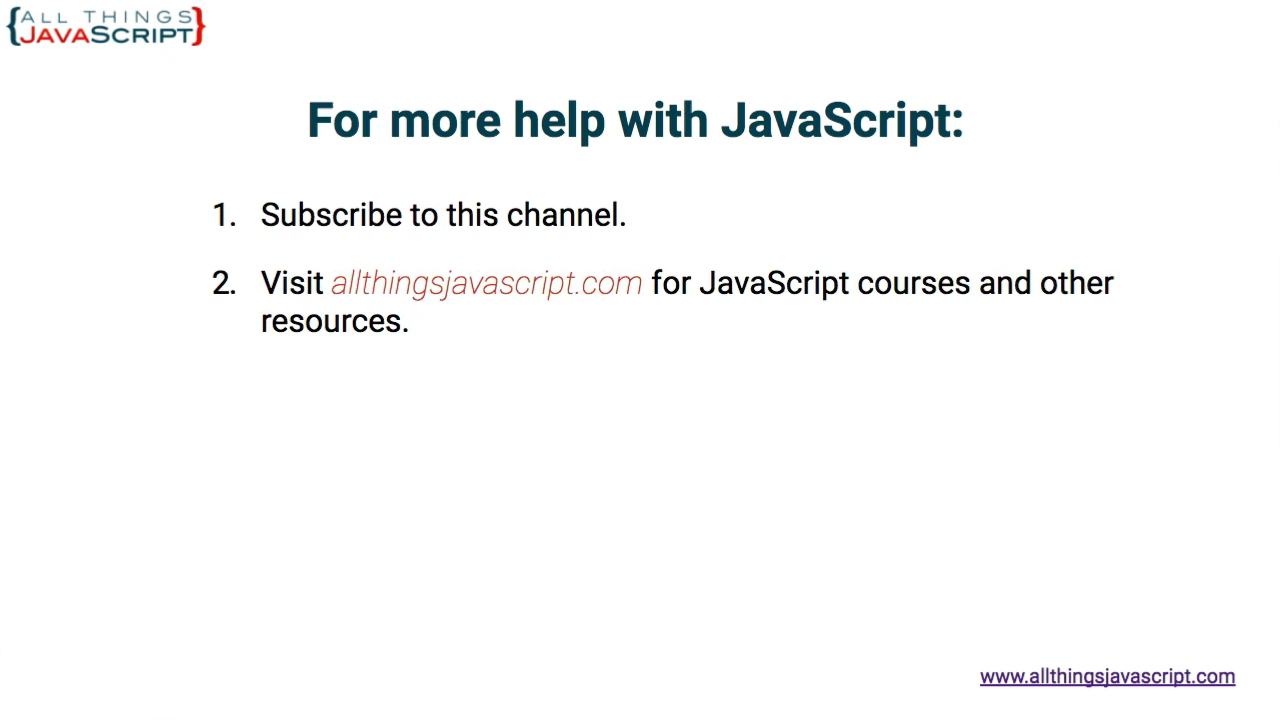 {ALL THINGS
JAVASCRIPT}
For more help with JavaScript:
1. Subscribe to this channel.
2. Visit allthingsjavascript.com for JavaScript courses and other
resources.
www.allthingsjavascript.com